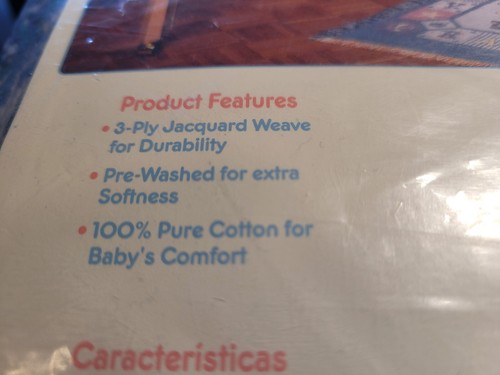 Product Features
• 3-Ply Jacquard Weave
for Durability
• Pre-Washed for extra
Softness
• 100% Pure Cotton for
Baby's Comfort
Características